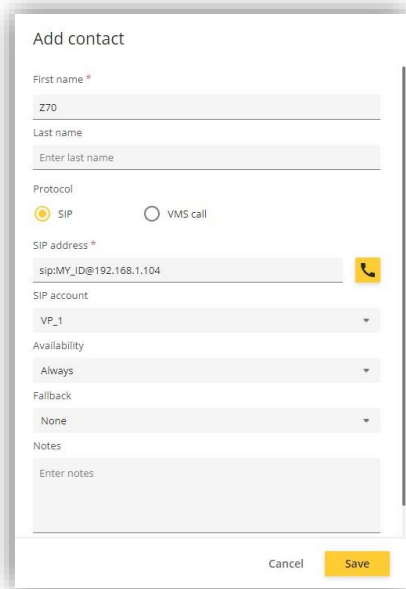 Add contact
First name *
Z70
Last name
Enter last name
Protocol
SIP VMS call
SIP address *
sip:MY_ID@192.168.1.104
SIP account
VP_1
Availability
Always
Fallback
None
Notes
Enter notes
Cancel Save